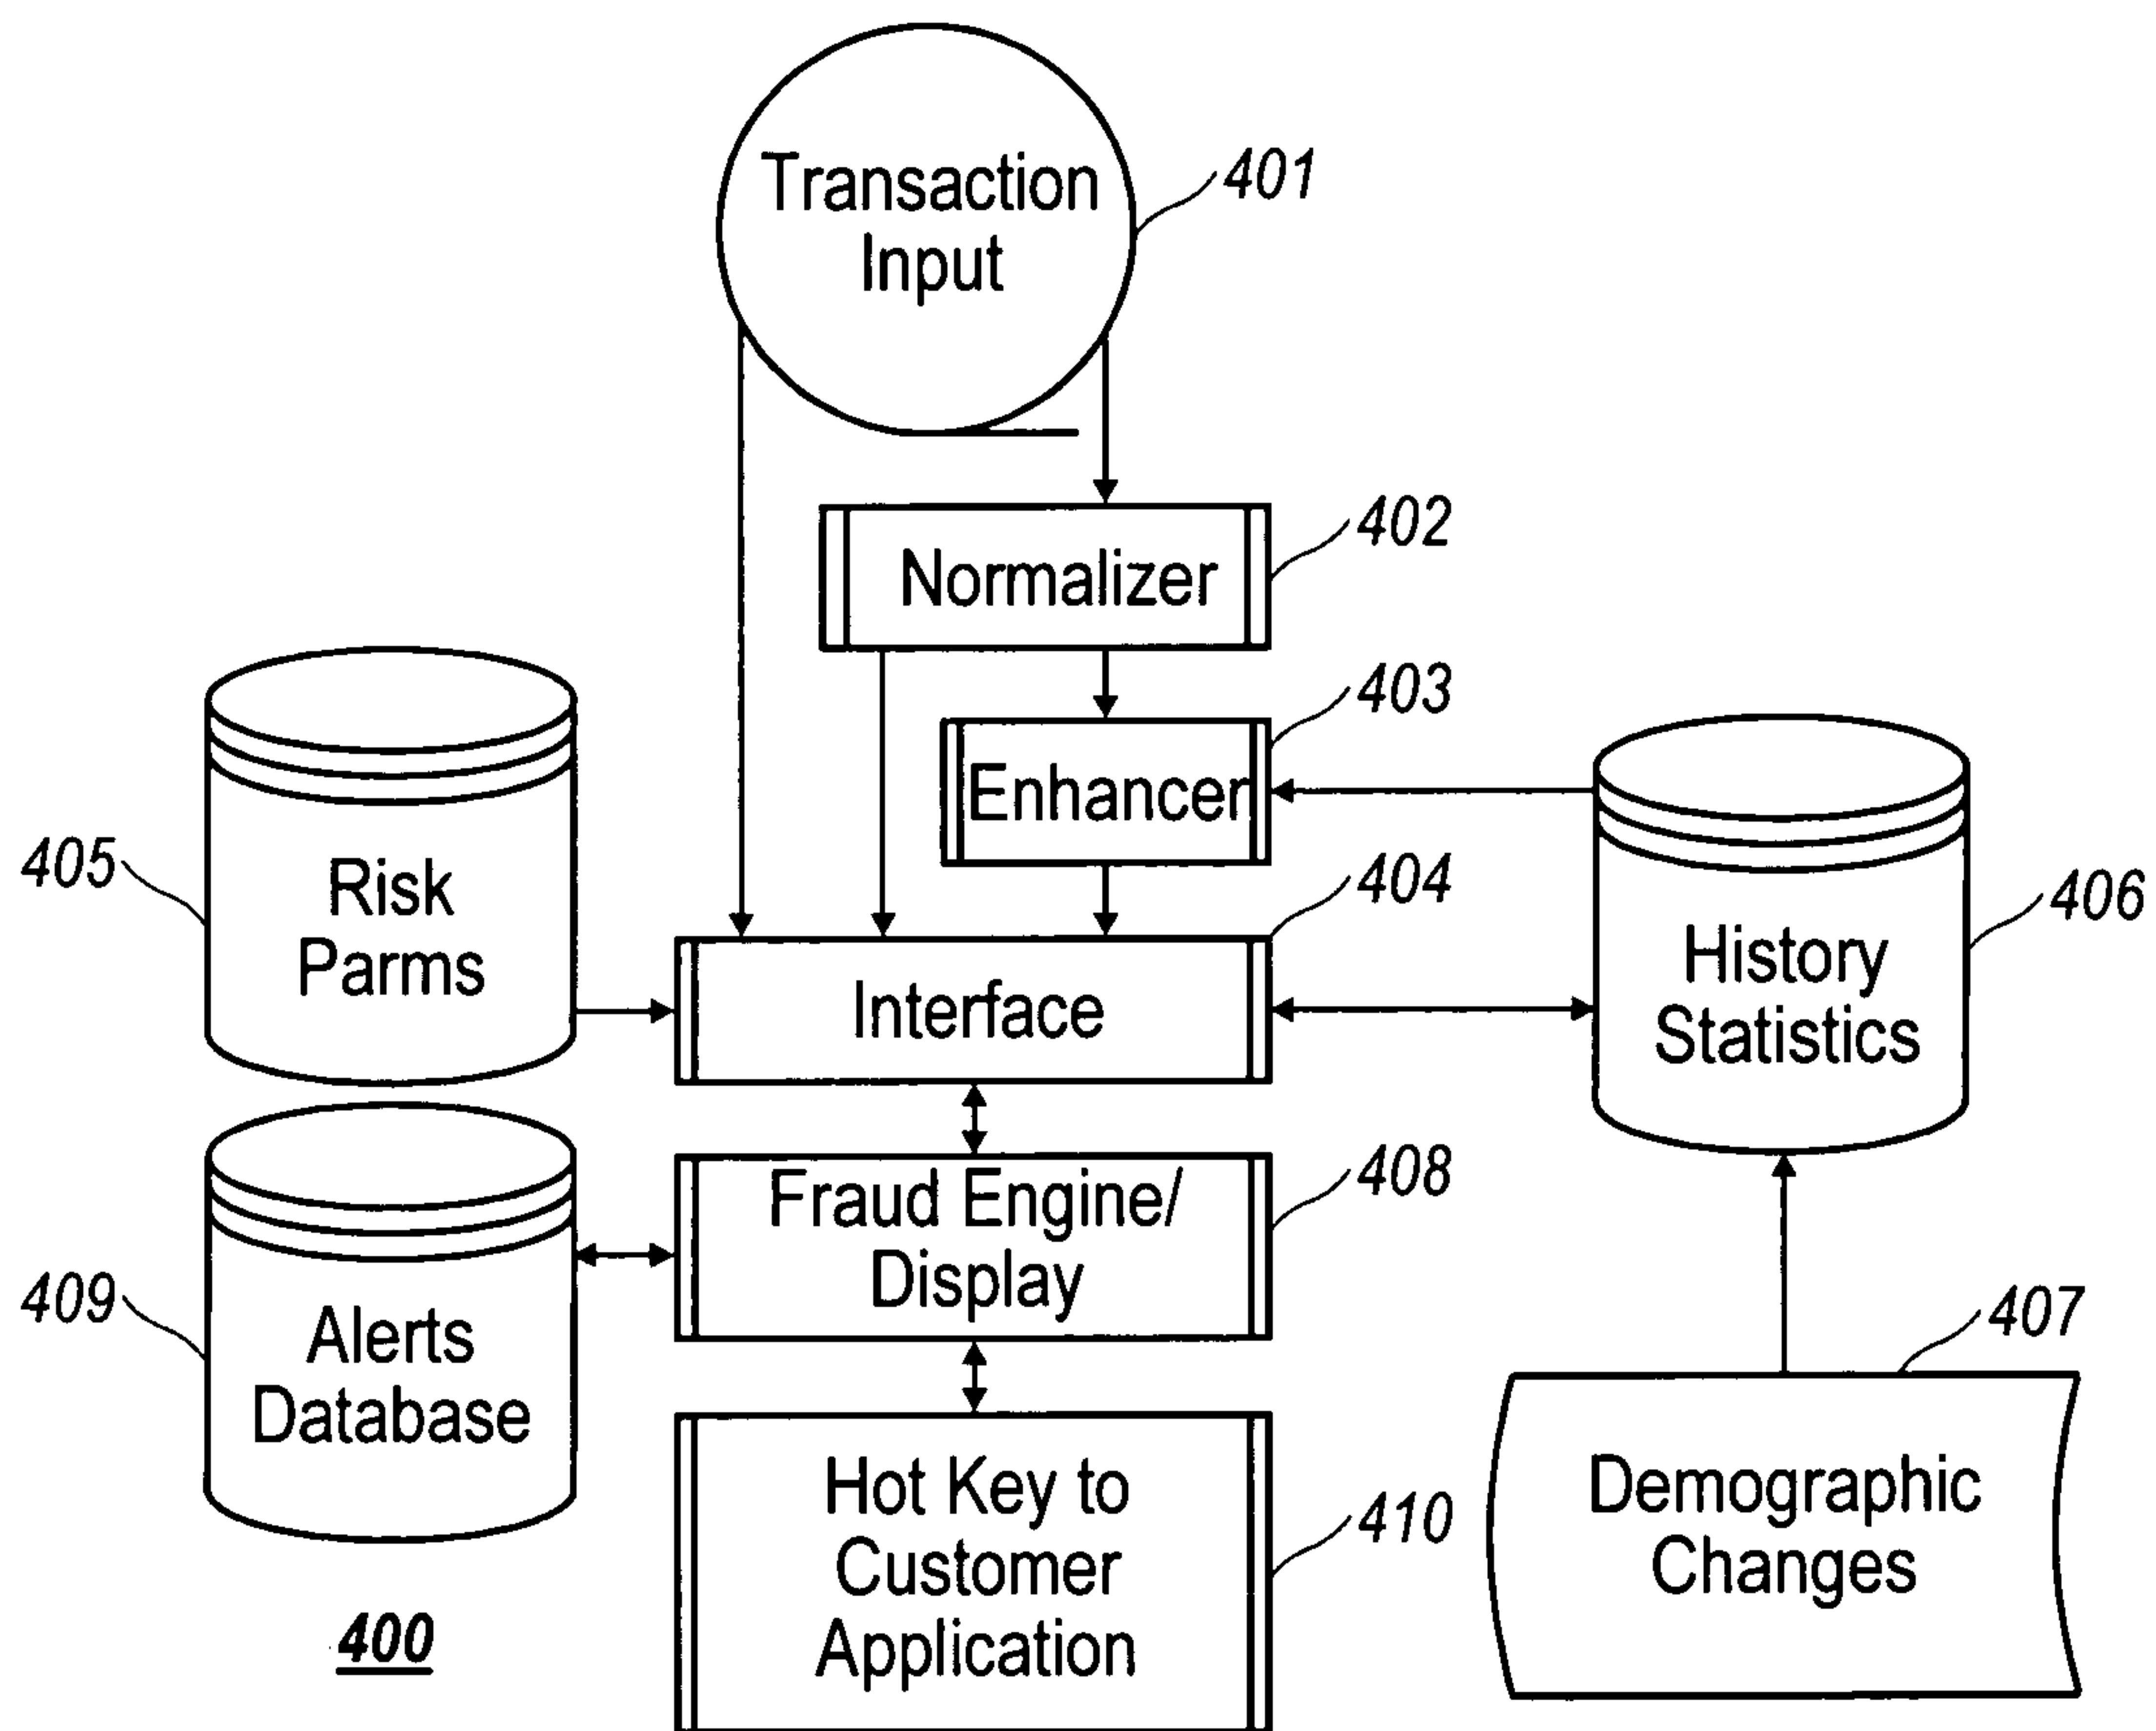 Transaction
Input
401
Normalizer
402
403
Enhancer
404
405
Risk
Parms
Interface
History
Statistics
406
Fraud Engine/
Display
408
409
Alerts
Database
407
Hot Key to
Customer
Application
410
Demographic
Changes
400